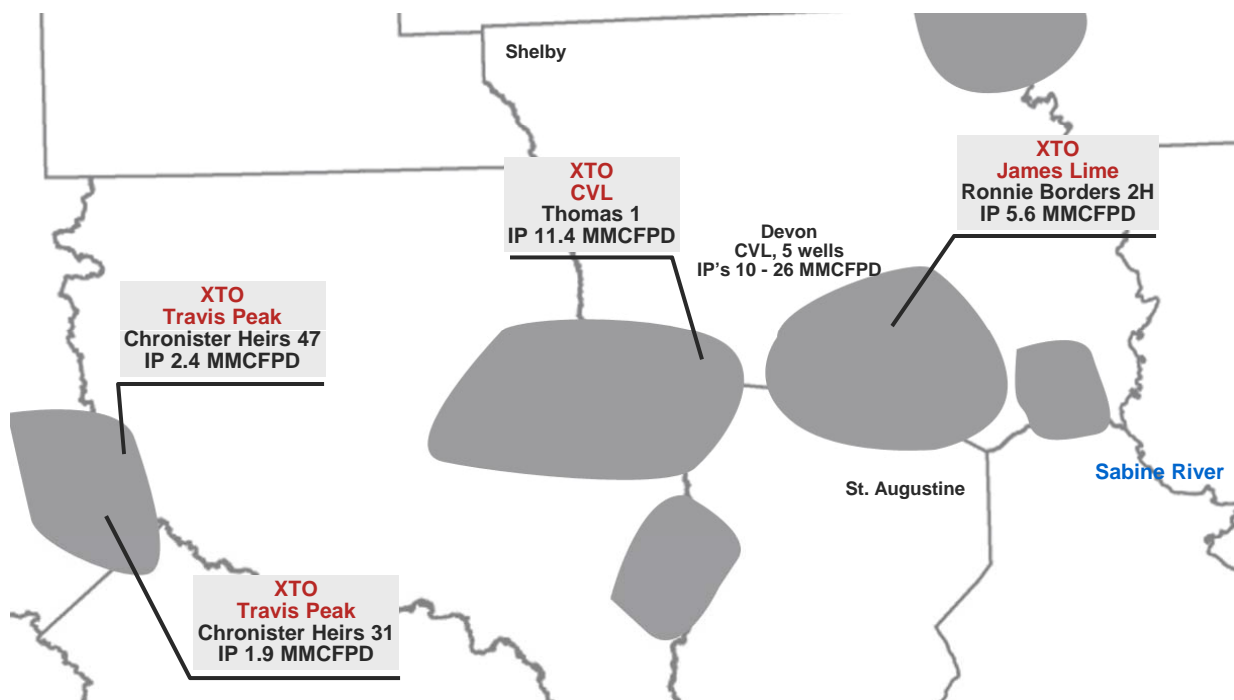 Shelby
XTO
James Lime
Ronnie Borders 2H
IP 5.6 MMCFPD
XTO
CVL
Thomas 1
IP 11.4 MMCFPD
Devon
CVL, 5 wells
IP's 10 - 26 MMCFPD
XTO
Travis Peak
Chronister Heirs 47
IP 2.4 MMCFPD
Sabine River
St. Augustine
XTO
Travis Peak
Chronister Heirs 31
IP 1.9 MMCFPD